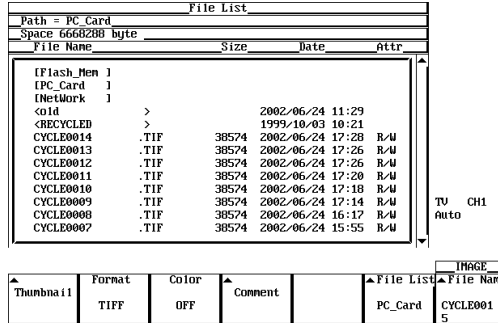 File List
Path = PC_Card
Space 6668288 byte
File Name Size Date Attr
[Flash_Mem ]
[PC_Card ]
[NetWork ]
<old > 2002/06/24 11:29
<RECYCLED > 1999/10/03 10:21
CYCLE0014 .TIF 38574 2002/06/24 17:28 R/W
CYCLE0013 .TIF 38574 2002/06/24 17:26 R/W
CYCLE0012 .TIF 38574 2002/06/24 17:26 R/W
CYCLE0011 .TIF 38574 2002/06/24 17:20 R/W
CYCLE0010 .TIF 38574 2002/06/24 17:18 R/W
CYCLE0009 .TIF 38574 2002/06/24 17:14 R/W
CYCLE0008 .TIF 38574 2002/06/24 16:17 R/W
CYCLE0007 .TIF 38574 2002/06/24 15:55 R/W
TV CH1
Auto
IMAGE
Thumbnail
Format
TIFF
Color
OFF
Comment
File List
PC_Card
File Nam
CYCLE001
5